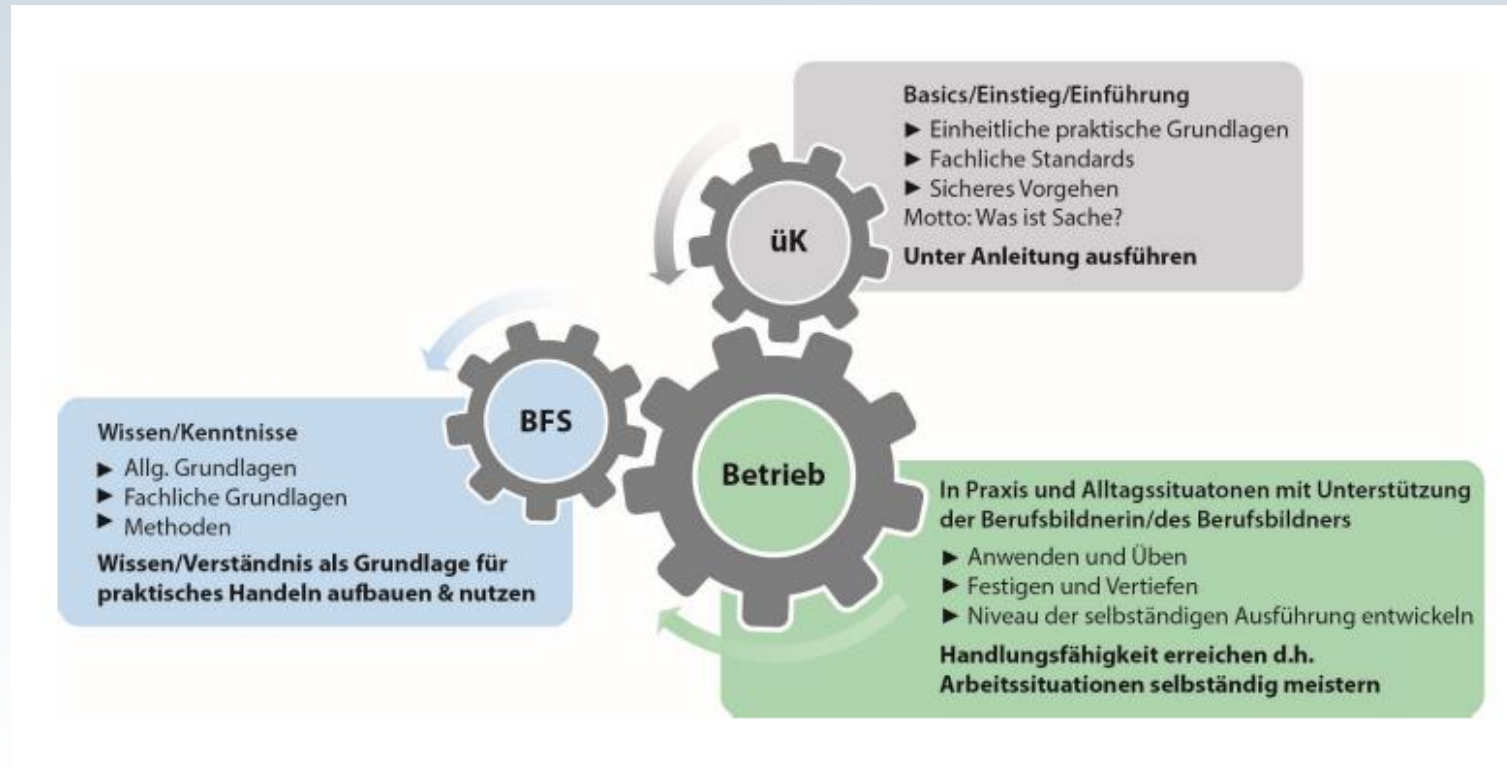 Basics/Einstieg/Einführung
► Einheitliche praktische Grundlagen
► Fachliche Standards
► Sicheres Vorgehen
Motto: Was ist Sache?
Unter Anleitung ausführen
üK
BFS
Wissen/Kenntnisse
► Allg. Grundlagen
► Fachliche Grundlagen
► Methoden
Wissen/Verständnis als Grundlage für
praktisches Handeln aufbauen & nutzen
Betrieb
In Praxis und Alltagssituatonen mit Unterstützung
der Berufsbildnerin/des Berufsbildners
► Anwenden und Üben
► Festigen und Vertiefen
► Niveau der selbständigen Ausführung entwickeln
Handlungsfähigkeit erreichen d.h.
Arbeitssituationen selbständig meistern